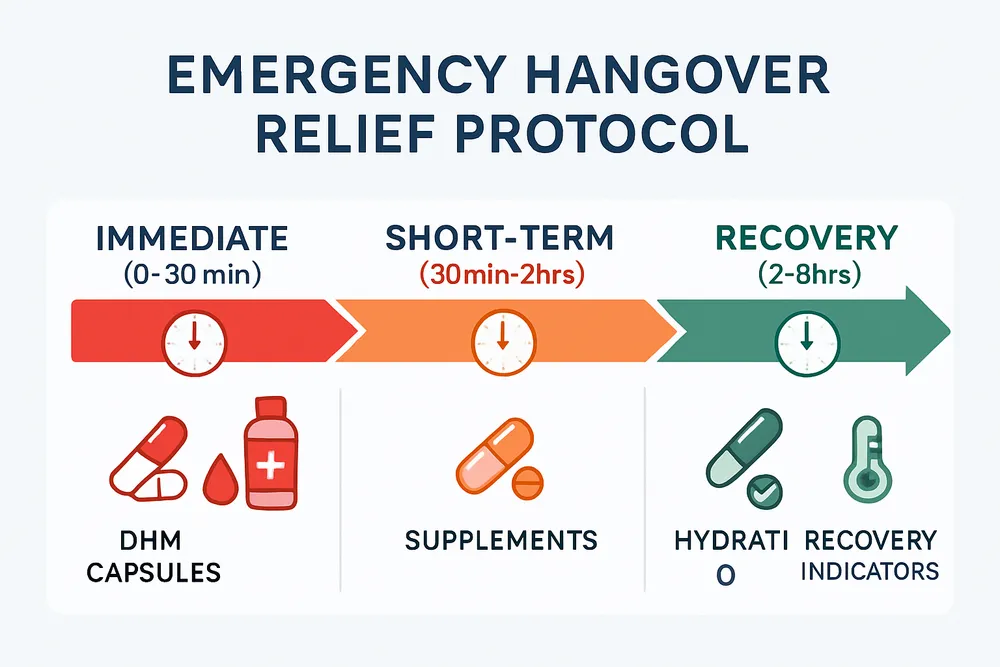 EMERGENCY HANGOVER
RELIEF PROTOCOL
IMMEDIATE
(0-30 min)
SHORT-TERM
(30min-2hrs)
RECOVERY
(2-8hrs)
DHM
CAPSULES
SUPPLEMENTS
HYDRATI
O
RECOVERY
INDICATORS